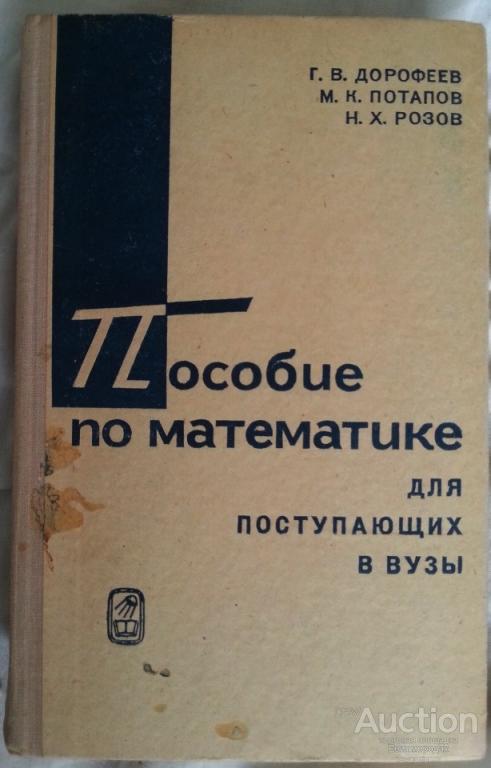 Г. В. ДОРОФЕЕВ
М. К. ПОТАПОВ
Н. Х. РОЗОВ
Пособие
по математике
ДЛЯ
ПОСТУПАЮЩИХ
В ВУЗЫ
Auction